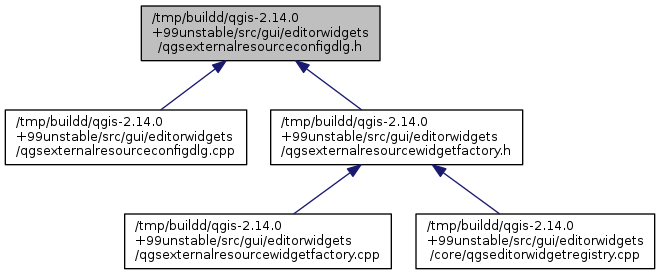 /tmp/buildd/qgis-2.14.0
+99unstable/src/gui/editorwidgets
/qgsexternalresourceconfigdlg.h
/tmp/buildd/qgis-2.14.0
+99unstable/src/gui/editorwidgets
/qgsexternalresourceconfigdlg.cpp
/tmp/buildd/qgis-2.14.0
+99unstable/src/gui/editorwidgets
/qgsexternalresourcewidgetfactory.h
/tmp/buildd/qgis-2.14.0
+99unstable/src/gui/editorwidgets
/qgsexternalresourcewidgetfactory.cpp
/tmp/buildd/qgis-2.14.0
+99unstable/src/gui/editorwidgets
/core/qgseditorwidgetregistry.cpp